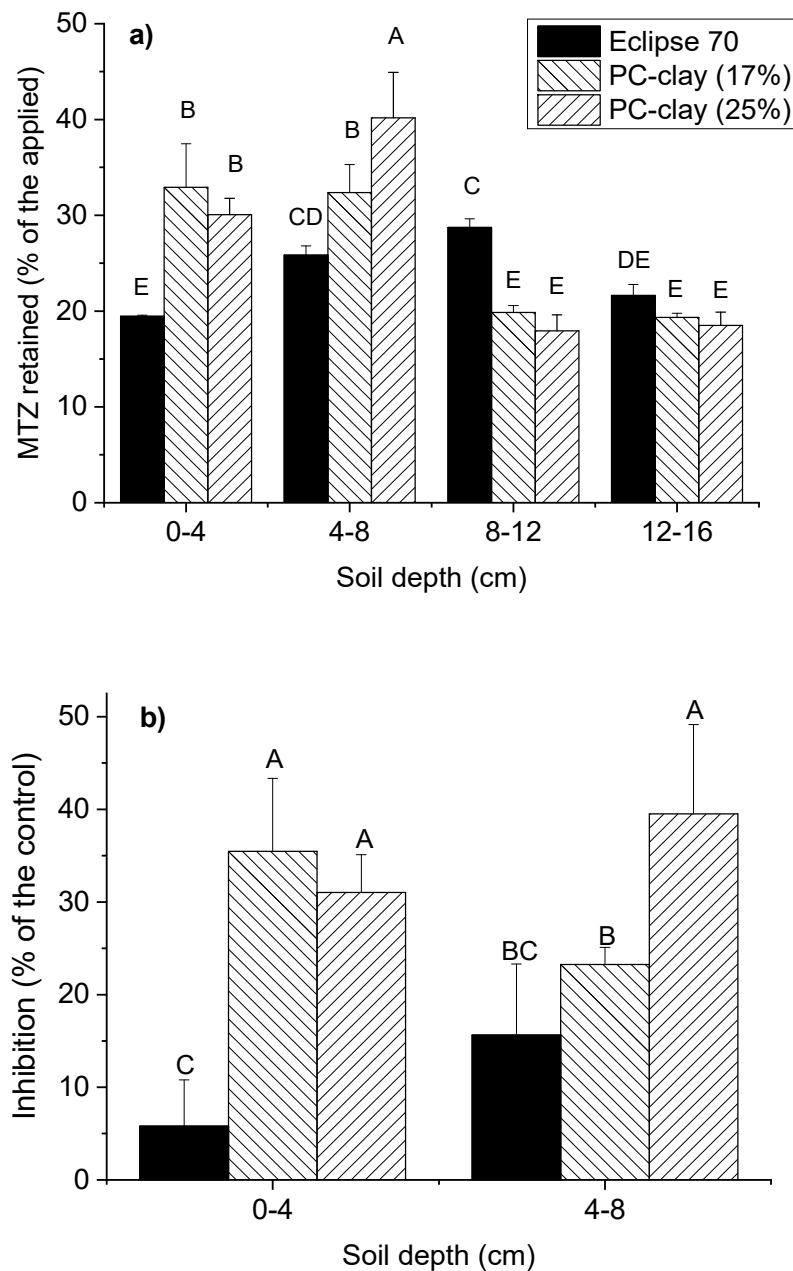 a)
Eclipse 70
PC-clay (17%)
PC-clay (25%)
MTZ retained (% of the applied)
50
40
30
20
10
0
E
B
B
CD
B
A
C
E
E
DE
E
E
0-4
4-8
8-12
12-16
Soil depth (cm)
b)
Inhibition (% of the control)
50
40
30
20
10
0
C
A
A
BC
B
A
0-4
4-8
Soil depth (cm)